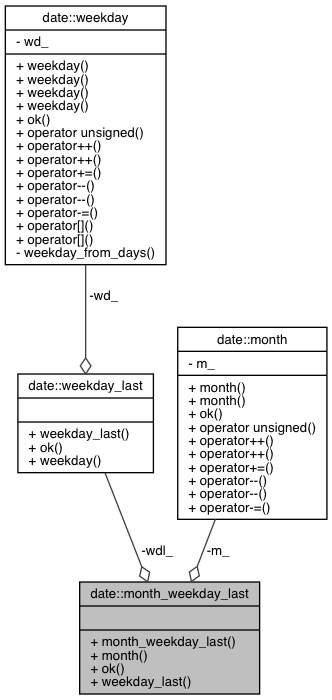 date::weekday
- wd_
+ weekday()
+ weekday()
+ weekday()
+ weekday()
+ ok()
+ operator unsigned()
+ operator++()
+ operator++()
+ operator+=()
+ operator--()
+ operator--()
+ operator-=()
+ operator[]()
+ operator[]()
- weekday_from_days()
-wd_
date::weekday_last
+ weekday_last()
+ ok()
+ weekday()
date::month
- m_
+ month()
+ month()
+ ok()
+ operator unsigned()
+ operator++()
+ operator++()
+ operator+=()
+ operator--()
+ operator--()
+ operator-=()
-wdl_
-m_
date::month_weekday_last
+ month_weekday_last()
+ month()
+ ok()
+ weekday_last()